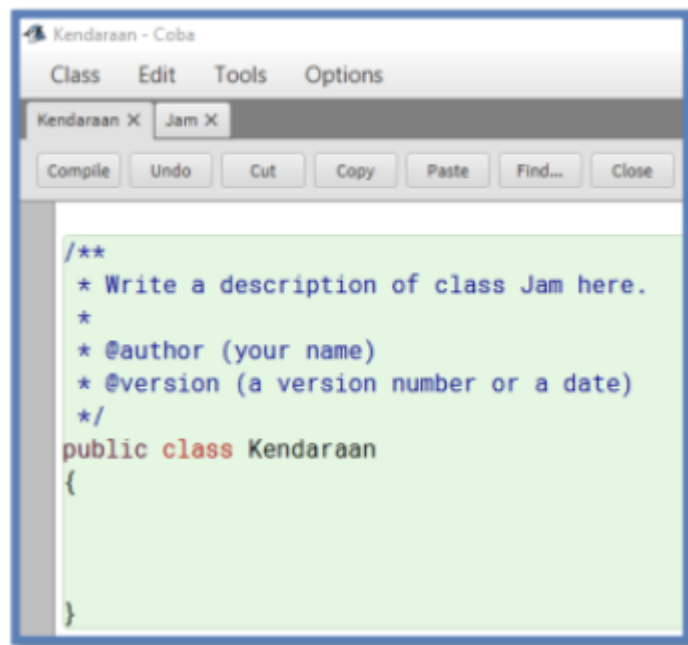 Kendaraan - Coba
Class Edit Tools Options
Kendaraan X Jam X
Compile Undo Cut Copy Paste Find... Close
/**
* Write a description of class Jam here.
*
* @author (your name)
* @version (a version number or a date)
*/
public class Kendaraan
{
}